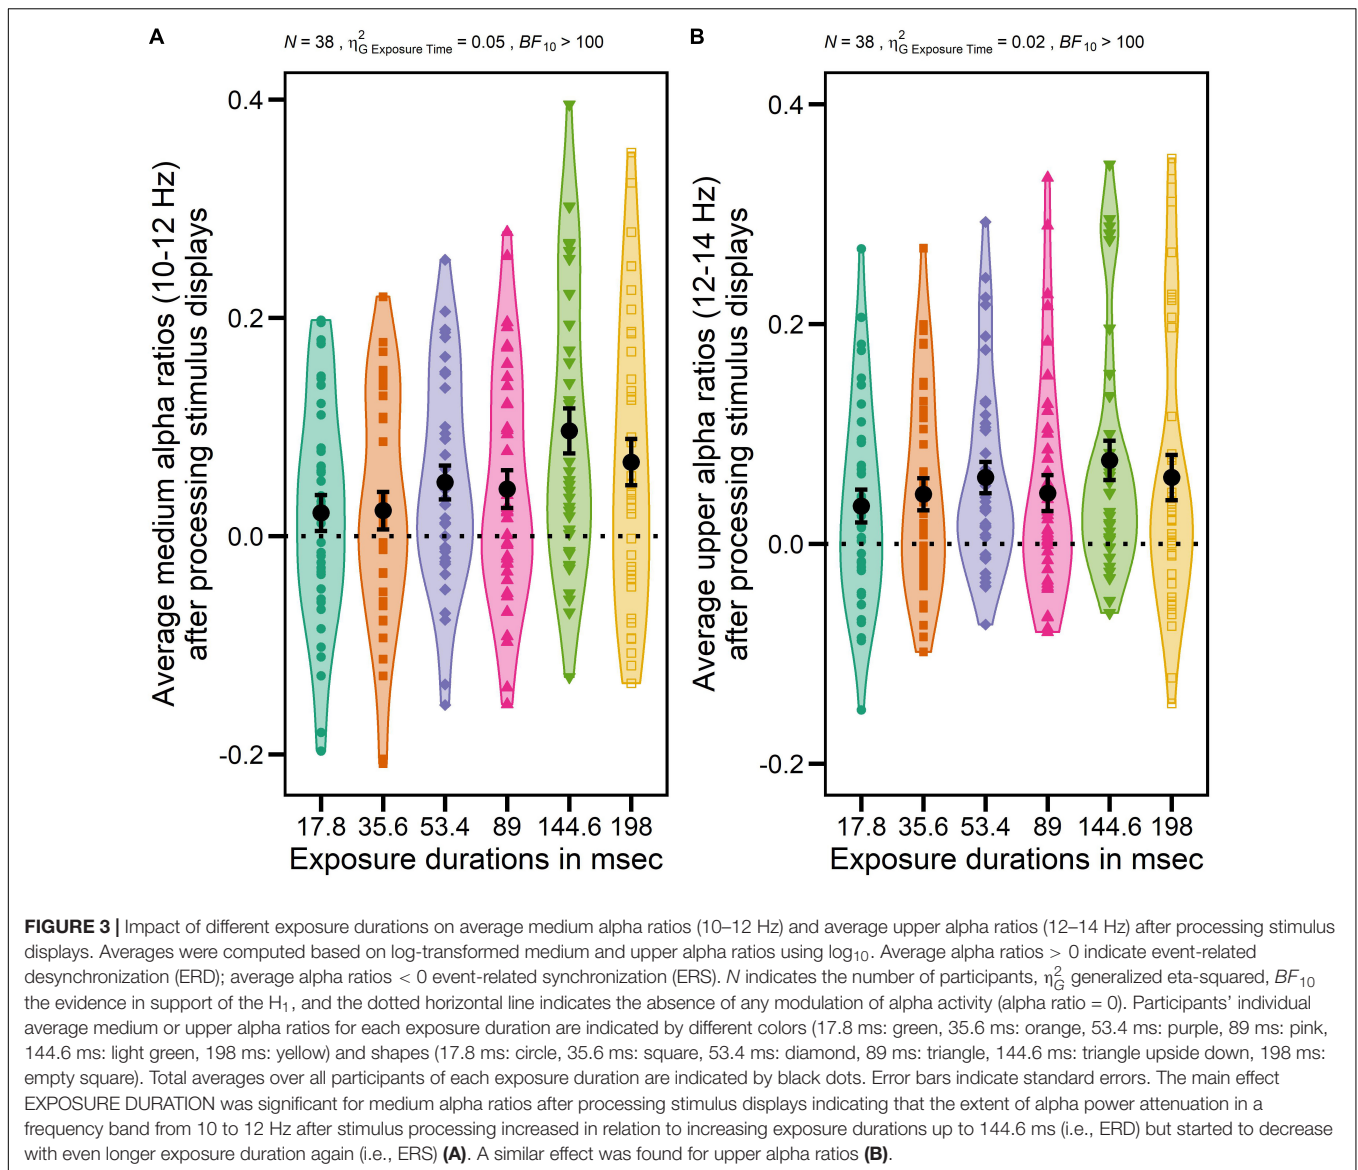 A
N = 38 , η²G Exposure Time = 0.05 , BF10 > 100
Average medium alpha ratios (10-12 Hz)
after processing stimulus displays
0.4
0.2
0.0
-0.2
17.8 35.6 53.4 89 144.6 198
Exposure durations in msec
B
N = 38 , η²G Exposure Time = 0.02 , BF10 > 100
Average upper alpha ratios (12-14 Hz)
after processing stimulus displays
0.4
0.2
0.0
-0.2
17.8 35.6 53.4 89 144.6 198
Exposure durations in msec
FIGURE 3 | Impact of different exposure durations on average medium alpha ratios (10–12 Hz) and average upper alpha ratios (12–14 Hz) after processing stimulus
displays. Averages were computed based on log-transformed medium and upper alpha ratios using log10. Average alpha ratios > 0 indicate event-related
desynchronization (ERD); average alpha ratios < 0 event-related synchronization (ERS). N indicates the number of participants, η²G generalized eta-squared, BF10
the evidence in support of the H1, and the dotted horizontal line indicates the absence of any modulation of alpha activity (alpha ratio = 0). Participants' individual
average medium or upper alpha ratios for each exposure duration are indicated by different colors (17.8 ms: green, 35.6 ms: orange, 53.4 ms: purple, 89 ms: pink,
144.6 ms: light green, 198 ms: yellow) and shapes (17.8 ms: circle, 35.6 ms: square, 53.4 ms: diamond, 89 ms: triangle, 144.6 ms: triangle upside down, 198 ms:
empty square). Total averages over all participants of each exposure duration are indicated by black dots. Error bars indicate standard errors. The main effect
EXPOSURE DURATION was significant for medium alpha ratios after processing stimulus displays indicating that the extent of alpha power attenuation in a
frequency band from 10 to 12 Hz after stimulus processing increased in relation to increasing exposure durations up to 144.6 ms (i.e., ERD) but started to decrease
with even longer exposure duration again (i.e., ERS) (A). A similar effect was found for upper alpha ratios (B).